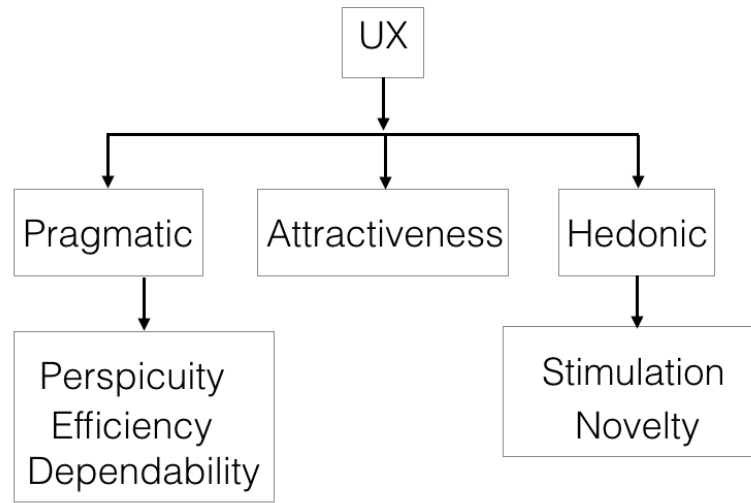 UX
Pragmatic
Attractiveness
Hedonic
Perspicuity
Efficiency
Dependability
Stimulation
Novelty